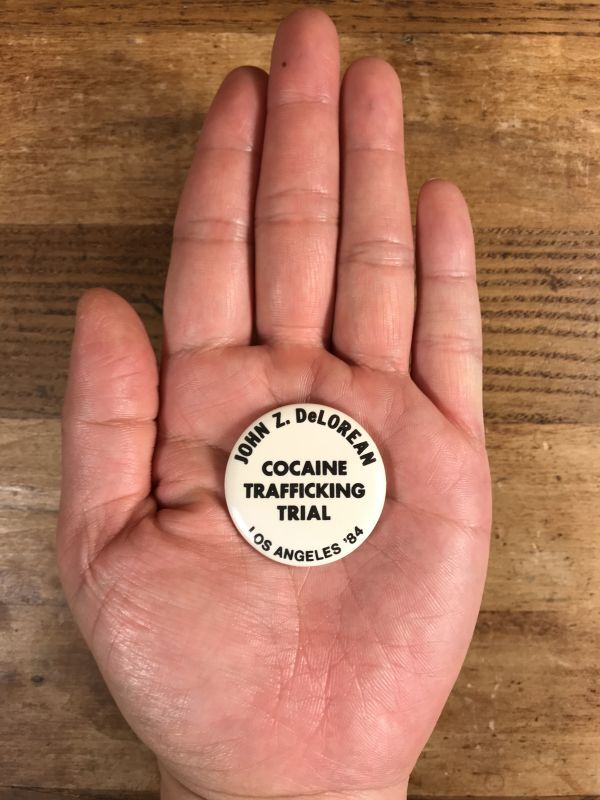 JOHN Z. DeLOREAN
COCAINE
TRAFFICKING
TRIAL
LOS ANGELES '84